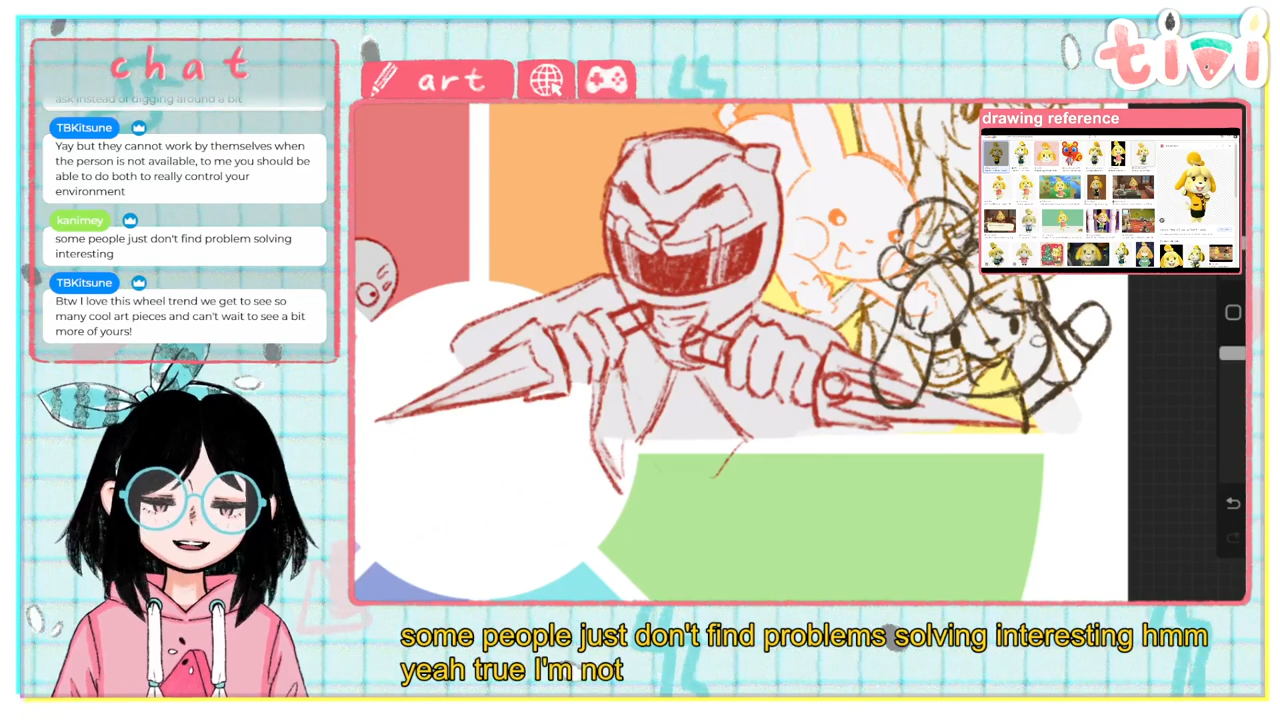 chat
ask instead of digging around a bit
TBKitsune
Yay but they cannot work by themselves when
the person is not available, to me you should be
able to do both to really control your
environment
kanimey
some people just don't find problem solving
interesting
TBKitsune
Btw I love this wheel trend we get to see so
many cool art pieces and can't wait to see a bit
more of yours!
art
tivi
drawing reference
some people just don't find problems solving interesting hmm
yeah true I'm not